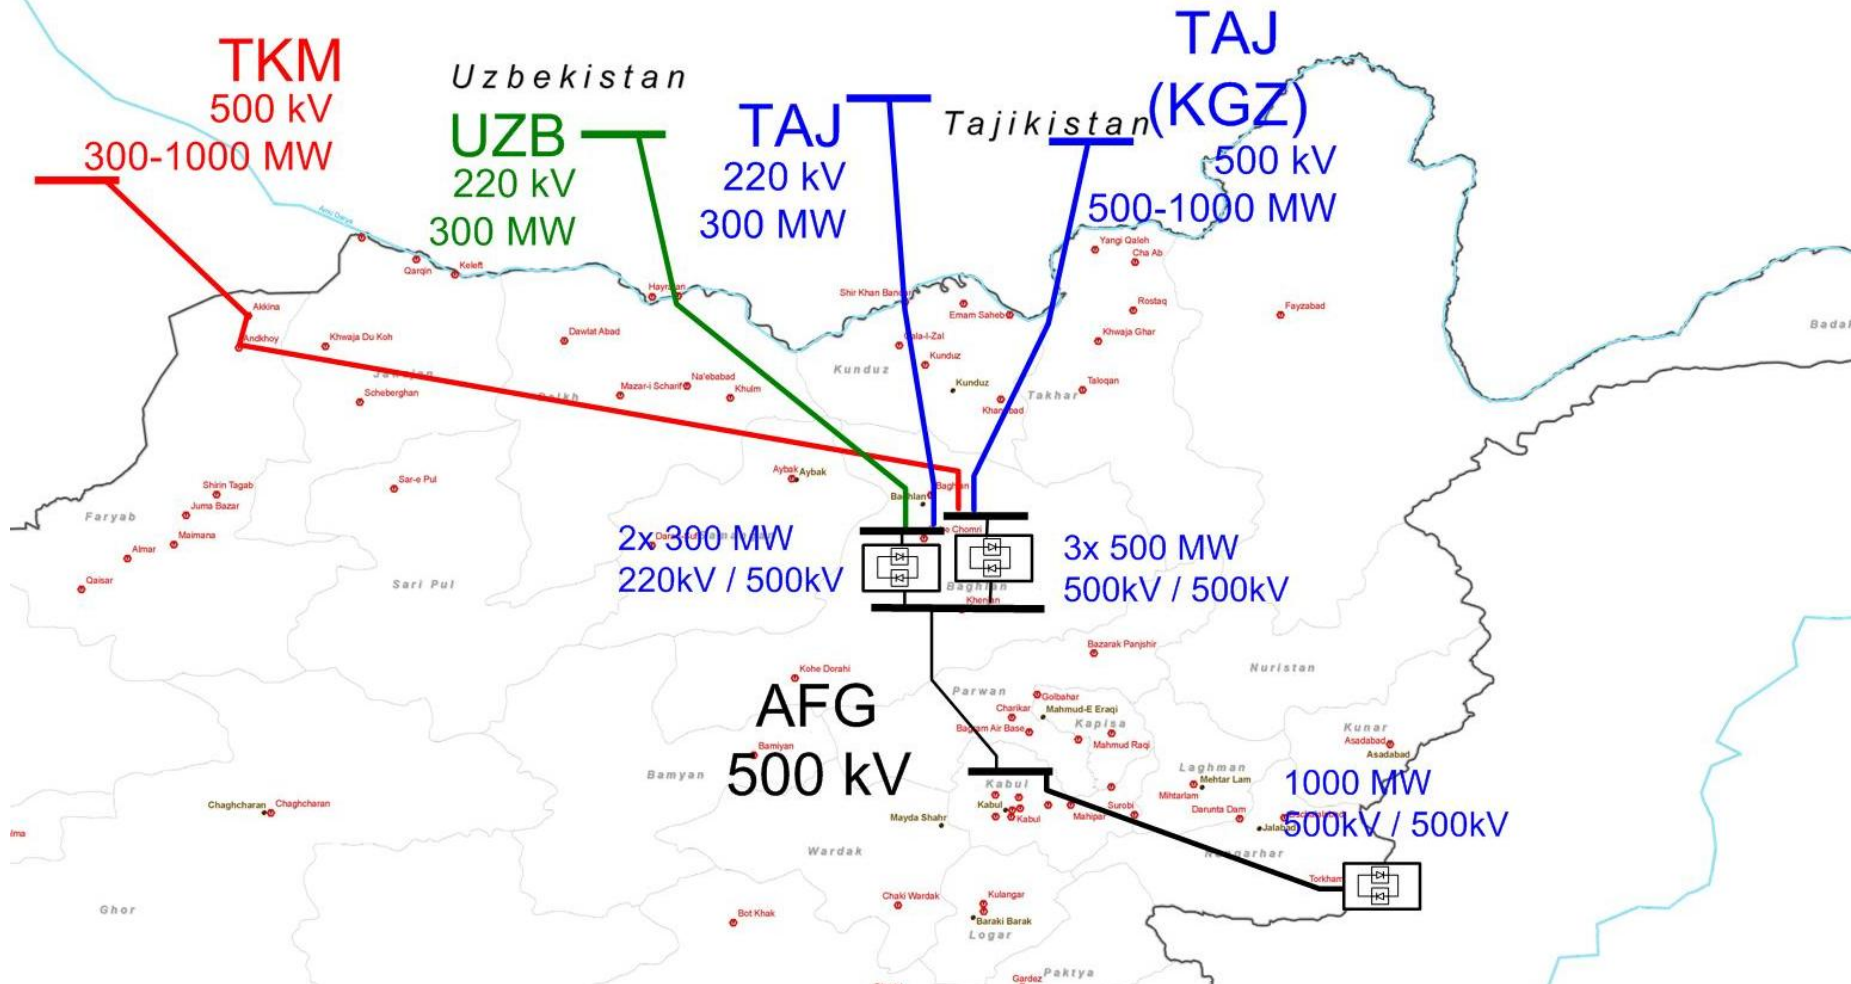 TKM
500 kV
300-1000 MW
Uzbekistan
UZB
220 kV
300 MW
TAJ
220 kV
300 MW
Tajikistan
TAJ
(KGZ)
500 kV
500-1000 MW
Amu Darya
Qarqin
Keleft
Hayratan
Shir Khan Bandar
Emam Saheb
Yangi Qaleh
Cha Ab
Rostaq
Fayzabad
Khwaja Ghar
Akkina
Andkhoy
Khwaja Du Koh
Dawlat Abad
Kunduz
Kunduz
Kunduz
Scheberghan
Mazar-i Scharif
Na'ebabad
Khulm
Takhar
Taloqan
Aybak
Aybak
Baghlan
Baghlan
Shirin Tagab
Juma Bazar
Sar-e Pul
Faryab
Maimana
Almar
Qaisar
Sari Pul
2x 300 MW
220kV / 500kV
3x 500 MW
500kV / 500kV
Baghlan
Khenjan
Bazarak Panjshir
Nuristan
Kohe Dorahi
AFG
500 kV
Parwan
Golbahar
Charikar
Mahmud-E Eraqi
Bagram Air Base
Kapisa
Mahmud Raqi
Kunar
Asadabad
Asadabad
Bamiyan
Bamyan
Laghman
Mehtar Lam
Mihtarlam
1000 MW
500kV / 500kV
Darunta Dam
Kabul
Kabul
Kabul
Mahipar
Surobi
Jalabad
Nangarhar
Chaghcharan
Chaghcharan
Mayda Shahr
Wardak
Torkham
Ghor
Bot Khak
Chaki Wardak
Kulangar
Baraki Barak
Logar
Gardez
Paktya